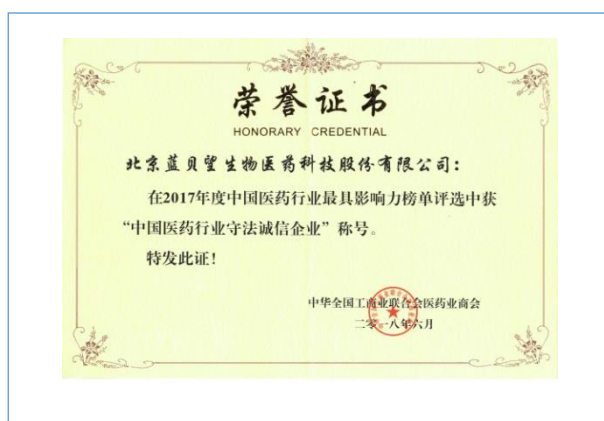 荣誉证书
HONORARY CREDENTIAL
北京蓝贝望生物医药科技股份有限公司：
在2017年度中国医药行业最具影响力榜单评选中获
“中国医药行业守法诚信企业”称号。
特发此证！
中华全国工商业联合会医药业商会
二零一八年六月